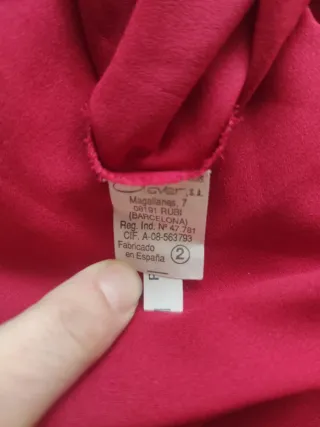 S.A.
Magallanes, 7
08191 RUBI
(BARCELONA)
Reg. Ind. Nº 47.781
CIF. A-08-563793
Fabricado
en España
2